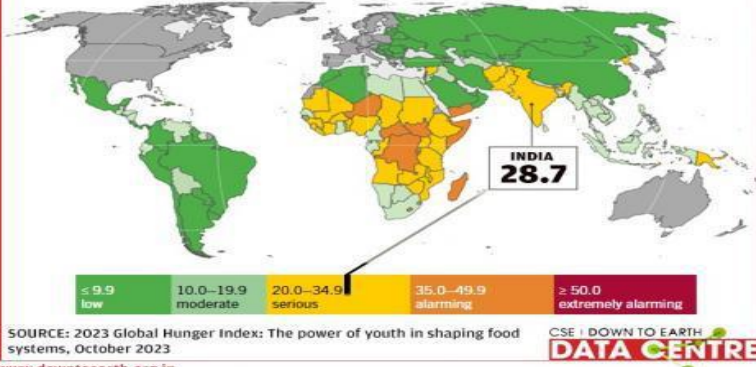 INDIA
28.7
≤ 9.9
low
10.0–19.9
moderate
20.0–34.9
serious
35.0–49.9
alarming
≥ 50.0
extremely alarming
SOURCE: 2023 Global Hunger Index: The power of youth in shaping food
systems, October 2023
CSE | DOWN TO EARTH
DATA CENTRE